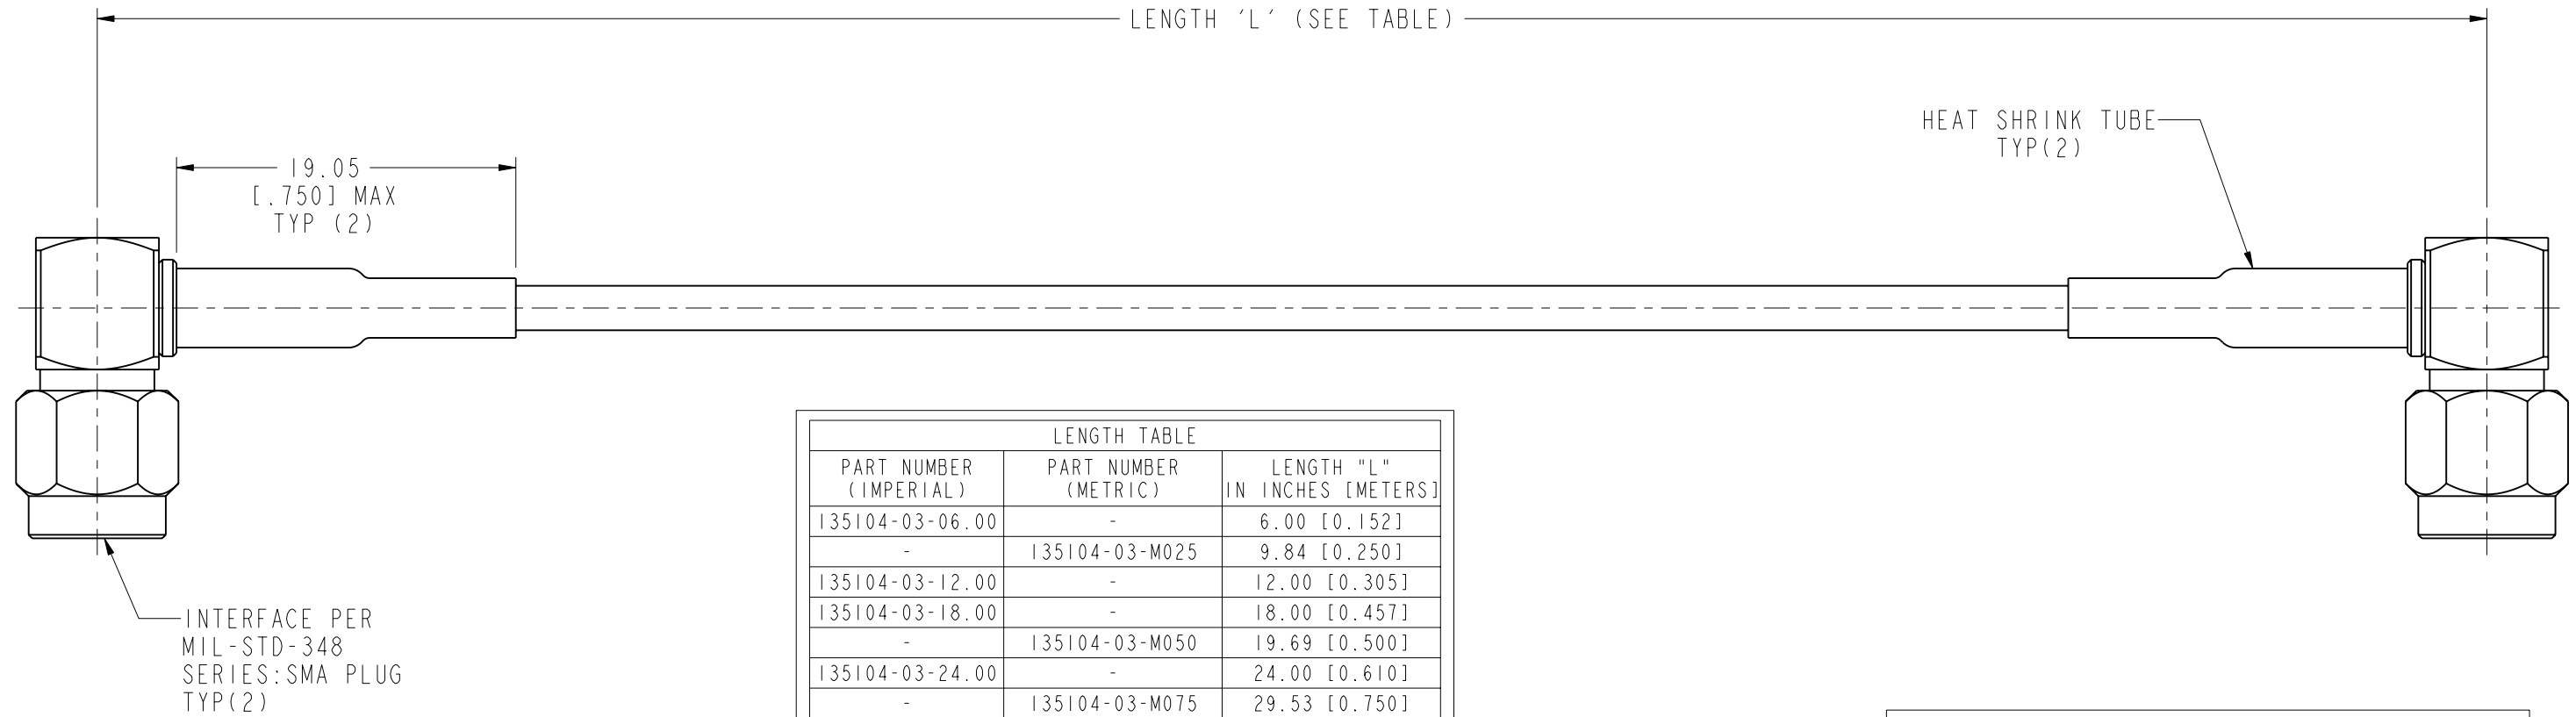 LENGTH 'L' (SEE TABLE)
HEAT SHRINK TUBE
TYP(2)
19.05
[.750] MAX
TYP (2)
INTERFACE PER
MIL-STD-348
SERIES:SMA PLUG
TYP(2)
LENGTH TABLE
PART NUMBER (IMPERIAL) PART NUMBER (METRIC) LENGTH "L" IN INCHES [METERS]
135104-03-06.00 - 6.00 [0.152]
- 135104-03-M025 9.84 [0.250]
135104-03-12.00 - 12.00 [0.305]
135104-03-18.00 - 18.00 [0.457]
- 135104-03-M050 19.69 [0.500]
135104-03-24.00 - 24.00 [0.610]
- 135104-03-M075 29.53 [0.750]